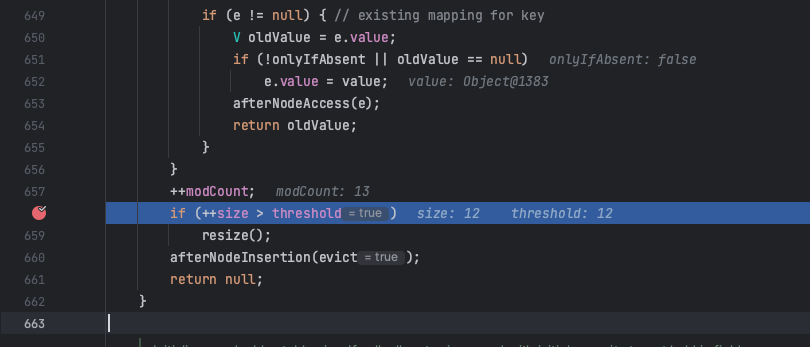 649 if (e != null) { // existing mapping for key
650 V oldValue = e.value;
651 if (!onlyIfAbsent || oldValue == null) onlyIfAbsent: false
652 e.value = value; value: Object@1383
653 afterNodeAccess(e);
654 return oldValue;
655 }
656 }
657 ++modCount; modCount: 13
if (++size > threshold = true ) size: 12 threshold: 12
659 resize();
660 afterNodeInsertion(evict = true );
661 return null;
662 }
663